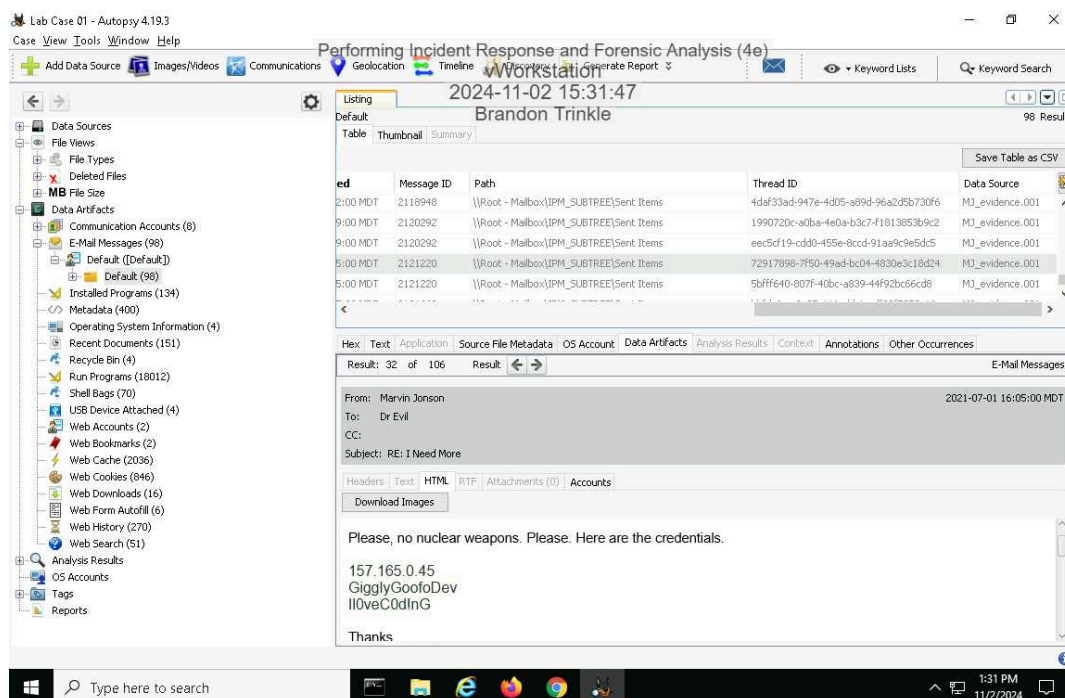 Lab Case 01 - Autopsy 4.19.3
Case View Tools Window Help
Performing Incident Response and Forensic Analysis (4e)
vWorkstation
2024-11-02 15:31:47
Brandon Trinkle
Add Data Source Images/Videos Communications Geolocation Timeline Discovery Generate Report Keyword Lists Keyword Search
Listing
Default 98 Resul
Table Thumbnail Summary
Save Table as CSV
ed Message ID Path Thread ID Data Source
2:00 MDT 2118948 \\Root - Mailbox\IPM_SUBTREE\Sent Items 4daf33ad-947e-4d05-a89d-96a2d5b730f6 MJ_evidence.001
9:00 MDT 2120292 \\Root - Mailbox\IPM_SUBTREE\Sent Items 1990720c-a0ba-4e0a-b3c7-f1813853b9c2 MJ_evidence.001
9:00 MDT 2120292 \\Root - Mailbox\IPM_SUBTREE\Sent Items eec5cf19-cdd0-455e-8ccd-91aa9c9e5dc5 MJ_evidence.001
5:00 MDT 2121220 \\Root - Mailbox\IPM_SUBTREE\Sent Items 72917898-7f50-49ad-bc04-4830e3c18d24 MJ_evidence.001
5:00 MDT 2121220 \\Root - Mailbox\IPM_SUBTREE\Sent Items 5bfff640-807f-40bc-a839-44f92bc66cd8 MJ_evidence.001
Data Sources
File Views
File Types
Deleted Files
MB File Size
Data Artifacts
Communication Accounts (8)
E-Mail Messages (98)
Default ([Default])
Default (98)
Installed Programs (134)
Metadata (400)
Operating System Information (4)
Recent Documents (151)
Recycle Bin (4)
Run Programs (18012)
Shell Bags (70)
USB Device Attached (4)
Web Accounts (2)
Web Bookmarks (2)
Web Cache (2036)
Web Cookies (846)
Web Downloads (16)
Web Form Autofill (6)
Web History (270)
Web Search (51)
Analysis Results
OS Accounts
Tags
Reports
Hex Text Application Source File Metadata OS Account Data Artifacts Analysis Results Context Annotations Other Occurrences
Result: 32 of 106 Result E-Mail Messages
From: Marvin Jonson 2021-07-01 16:05:00 MDT
To: Dr Evil
CC:
Subject: RE: I Need More
Headers Text HTML RTF Attachments (0) Accounts
Download Images
Please, no nuclear weapons. Please. Here are the credentials.
157.165.0.45
GigglyGoofoDev
Il0veC0d!nG
Thanks
Type here to search
1:31 PM
11/2/2024